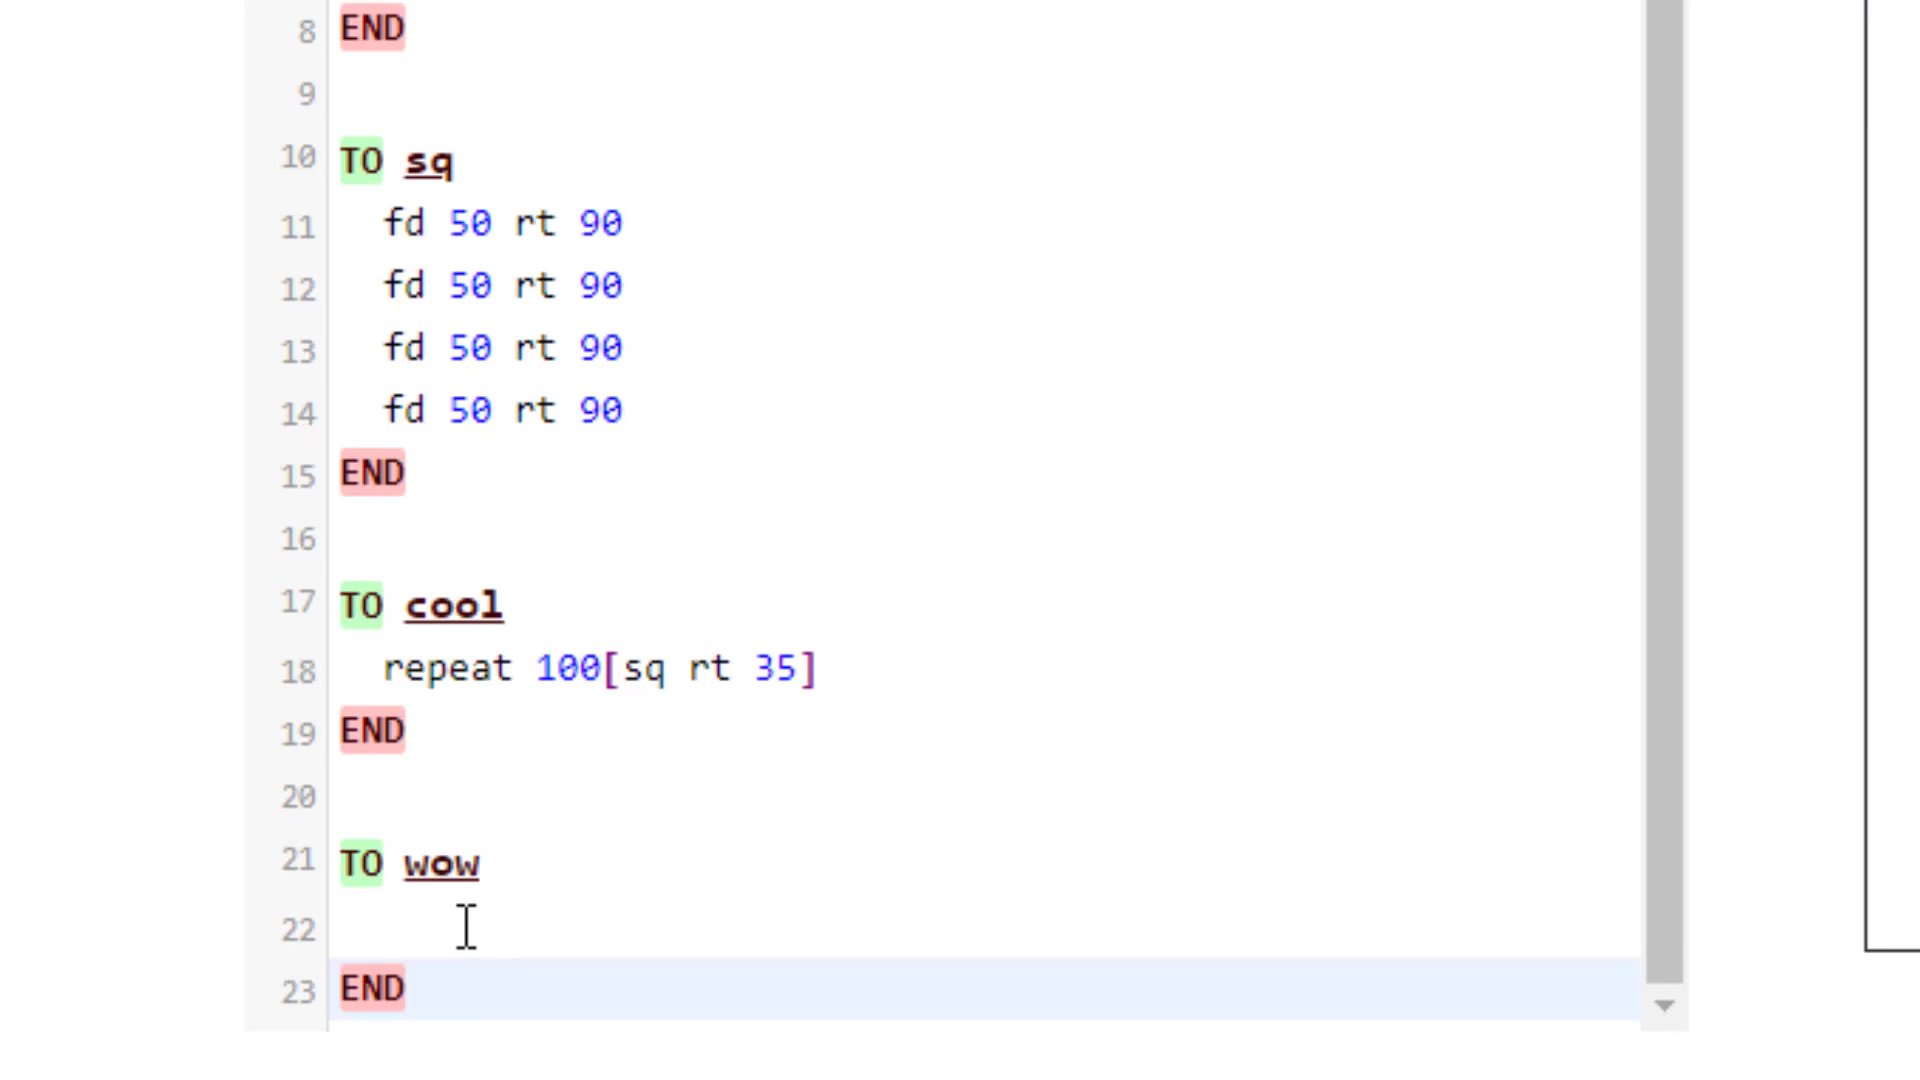 8 END
9
10 TO sq
11 fd 50 rt 90
12 fd 50 rt 90
13 fd 50 rt 90
14 fd 50 rt 90
15 END
16
17 TO cool
18 repeat 100[sq rt 35]
19 END
20
21 TO wow
22
23 END